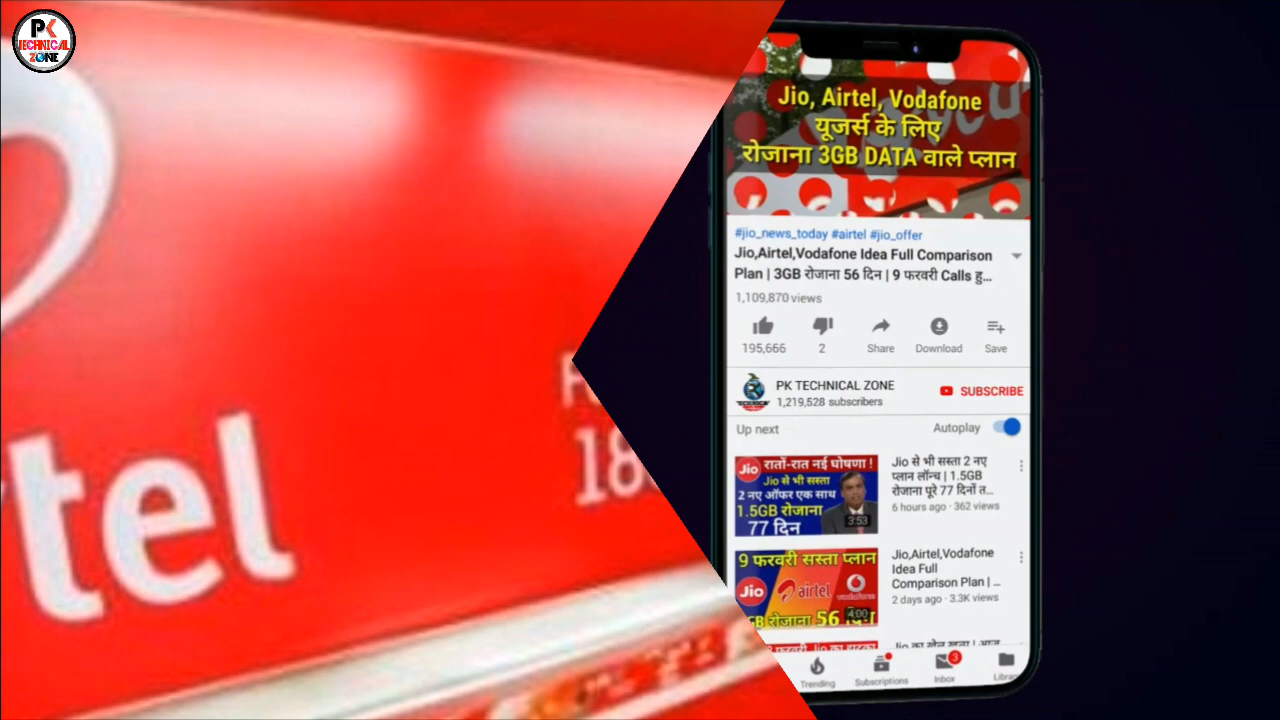 PK
TECHNICAL
ZONE
tel
18
Jio, Airtel, Vodafone
यूजर्स के लिए
रोजाना 3GB DATA वाले प्लान
#jio_news_today #airtel #jio_offer
Jio,Airtel,Vodafone Idea Full Comparison
Plan | 3GB रोजाना 56 दिन | 9 फरवरी Calls हु...
1,109,870 views
195,666
2
Share
Download
Save
PK TECHNICAL ZONE
1,219,528 subscribers
SUBSCRIBE
Up next
Autoplay
Jio
रातों-रात नई घोषणा !
Jio से भी सस्ता
2 नए ऑफर एक साथ
1.5GB रोजाना
77 दिन
3:53
Jio से भी सस्ता 2 नए
प्लान लॉन्च | 1.5GB
रोजाना पूरे 77 दिनों त...
6 hours ago · 362 views
9 फरवरी सस्ता प्लान
Jio
airtel
vodafone
GB रोजाना 56 दिन
4:00
Jio,Airtel,Vodafone
Idea Full
Comparison Plan | ...
2 days ago · 3.3K views
Trending
Subscriptions
Inbox
3